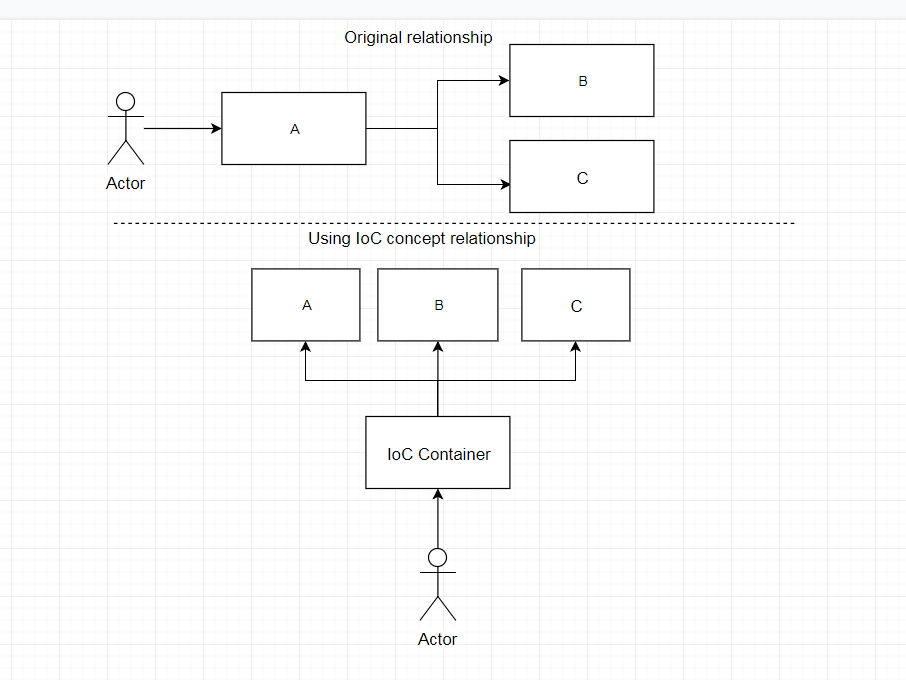 Original relationship
B
A
C
Actor
Using IoC concept relationship
A
B
C
IoC Container
Actor